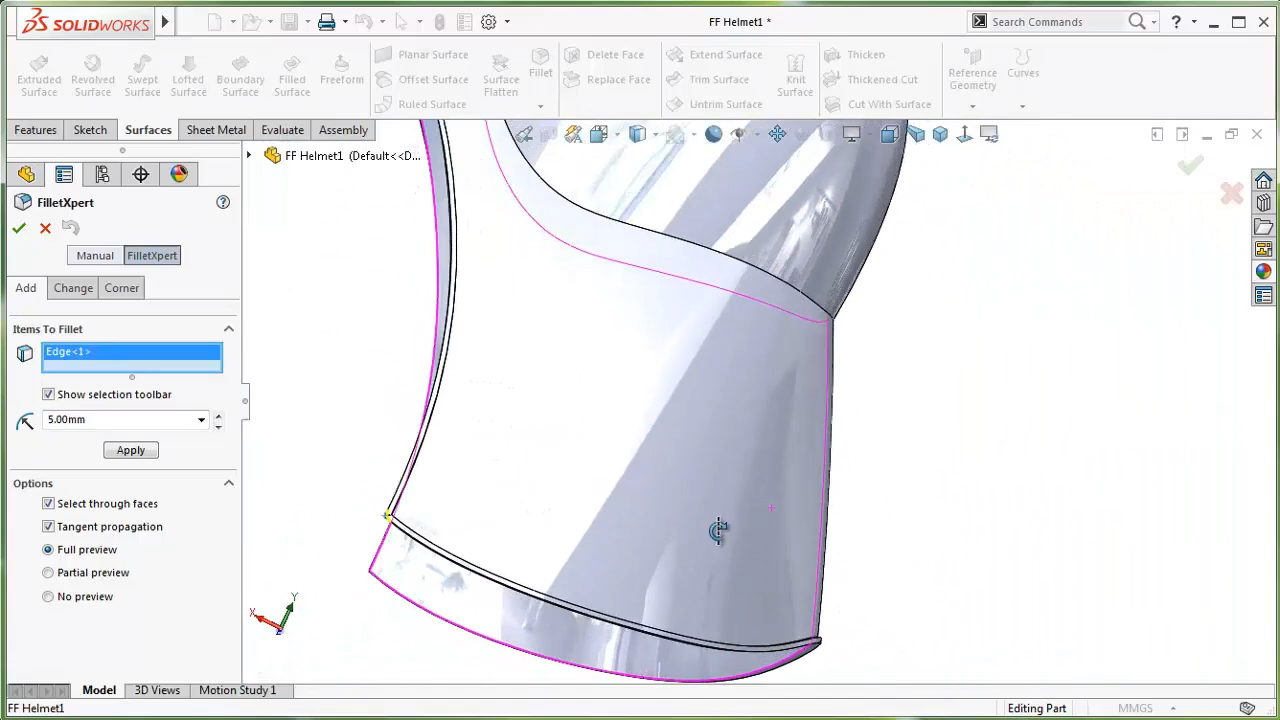 SOLIDWORKS
FF Helmet1 *
Search Commands
?
Extruded Surface
Revolved Surface
Swept Surface
Lofted Surface
Boundary Surface
Filled Surface
Freeform
Planar Surface
Offset Surface
Ruled Surface
Surface Flatten
Fillet
Delete Face
Replace Face
Extend Surface
Trim Surface
Untrim Surface
Knit Surface
Thicken
Thickened Cut
Cut With Surface
Reference Geometry
Curves
Features
Sketch
Surfaces
Sheet Metal
Evaluate
Assembly
FF Helmet1 (Default<<D...
FilletXpert
?
Manual
FilletXpert
Add
Change
Corner
Items To Fillet
Edge<1>
Show selection toolbar
5.00mm
Apply
Options
Select through faces
Tangent propagation
Full preview
Partial preview
No preview
X
Y
Z
Model
3D Views
Motion Study 1
FF Helmet1
Editing Part
MMGS